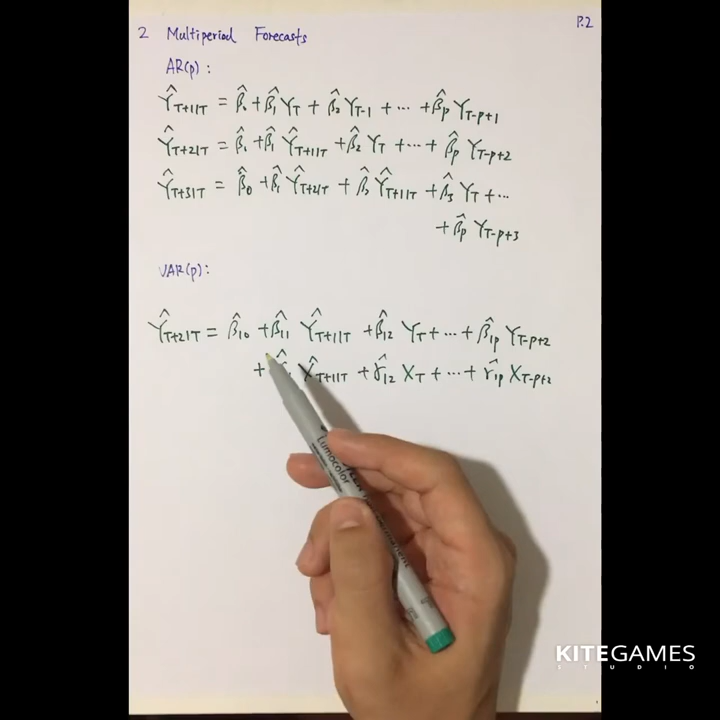 P.2
2 Multiperiod Forecasts
AR(p):
Ŷ_{T+1|T} = β̂₀ + β̂₁ Y_T + β̂₂ Y_{T-1} + ... + β̂_p Y_{T-p+1}
Ŷ_{T+2|T} = β̂₀ + β̂₁ Ŷ_{T+1|T} + β̂₂ Y_T + ... + β̂_p Y_{T-p+2}
Ŷ_{T+3|T} = β̂₀ + β̂₁ Ŷ_{T+2|T} + β̂₂ Ŷ_{T+1|T} + β̂₃ Y_T + ...
+ β̂_p Y_{T-p+3}
VAR(p):
Ŷ_{T+2|T} = β̂₁₀ + β̂₁₁ Ŷ_{T+1|T} + β̂₁₂ Y_T + ... + β̂_{1p} Y_{T-p+2}
+ X̂_{T+1|T} + γ̂₁₂ X_T + ... + γ̂_{1p} X_{T-p+2}
Lumocolor
KITEGAMES
STUDIO